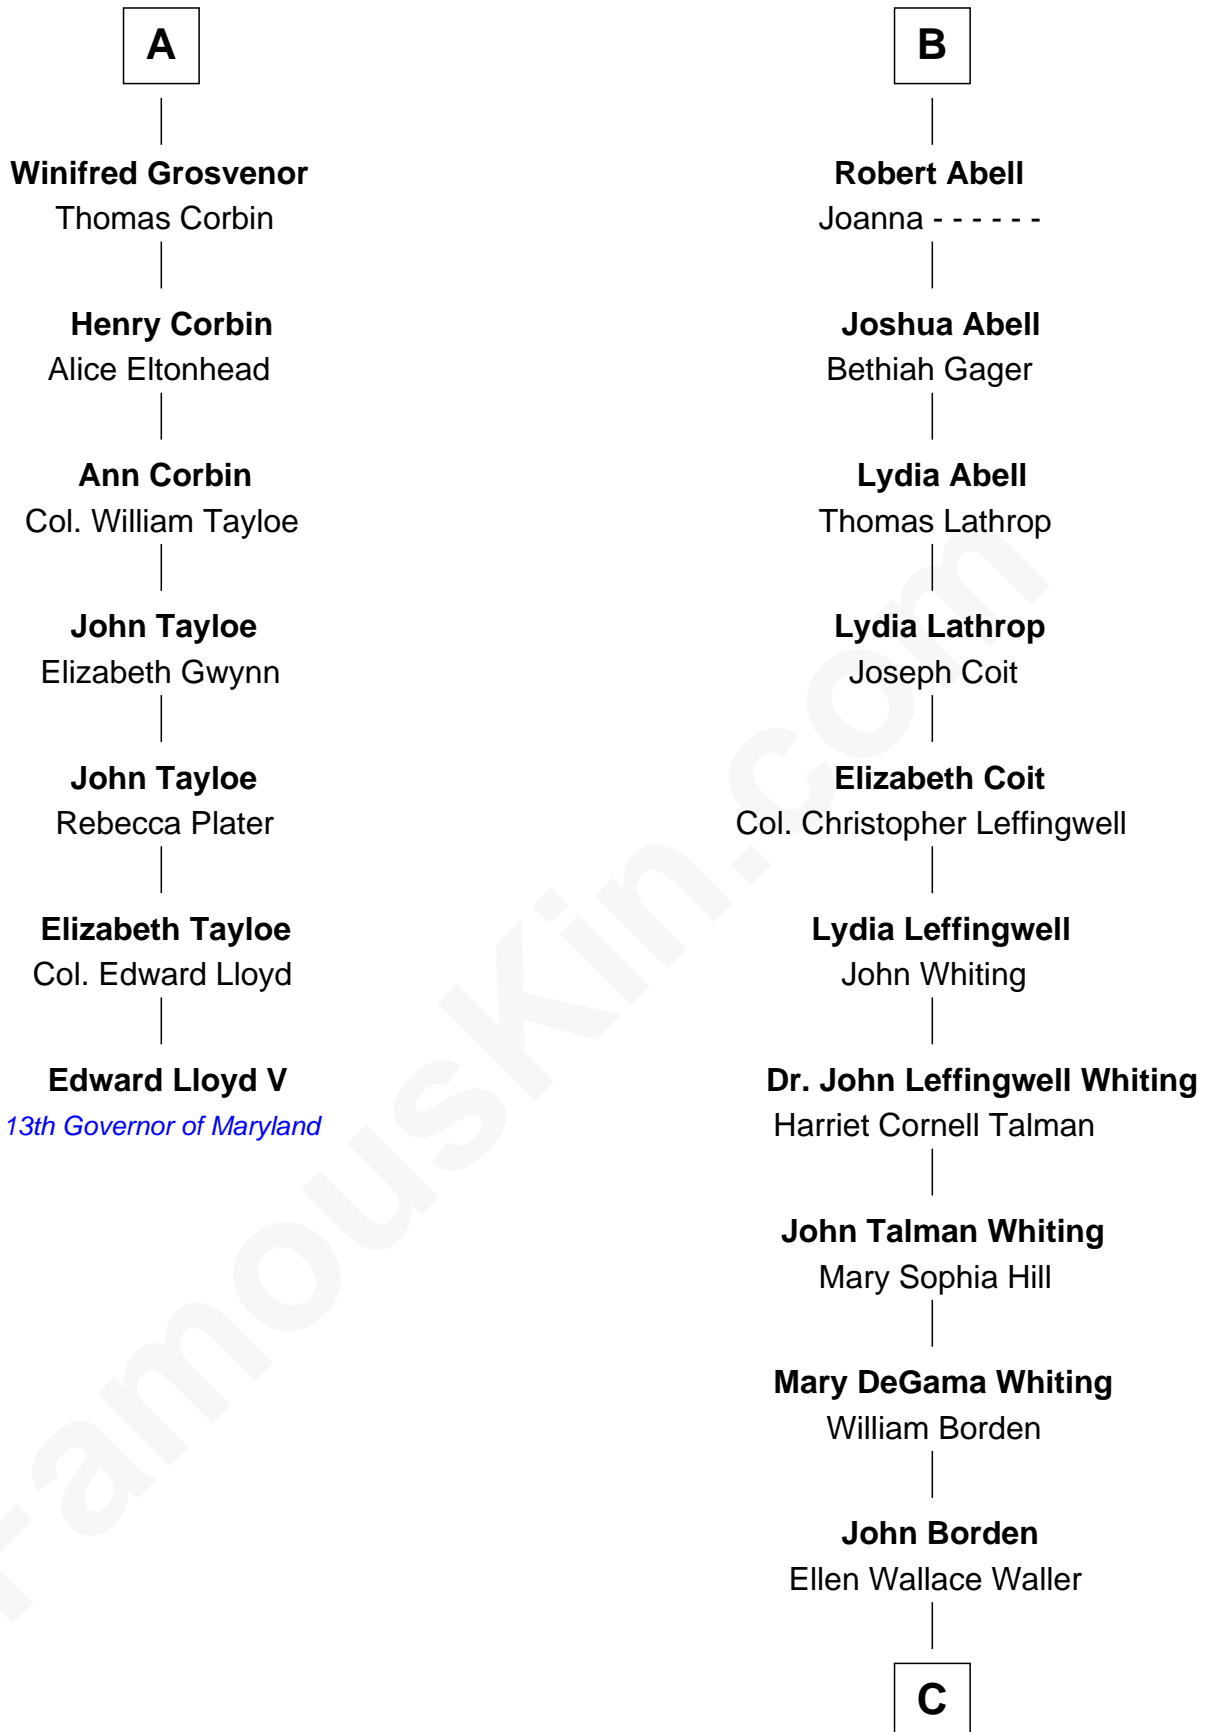 A
Winifred Grosvenor
Thomas Corbin
Henry Corbin
Alice Eltonhead
Ann Corbin
Col. William Tayloe
John Tayloe
Elizabeth Gwynn
John Tayloe
Rebecca Plater
Elizabeth Tayloe
Col. Edward Lloyd
Edward Lloyd V
13th Governor of Maryland
B
Robert Abell
Joanna - - - - - -
Joshua Abell
Bethiah Gager
Lydia Abell
Thomas Lathrop
Lydia Lathrop
Joseph Coit
Elizabeth Coit
Col. Christopher Leffingwell
Lydia Leffingwell
John Whiting
Dr. John Leffingwell Whiting
Harriet Cornell Talman
John Talman Whiting
Mary Sophia Hill
Mary DeGama Whiting
William Borden
John Borden
Ellen Wallace Waller
C
FamousKin.com